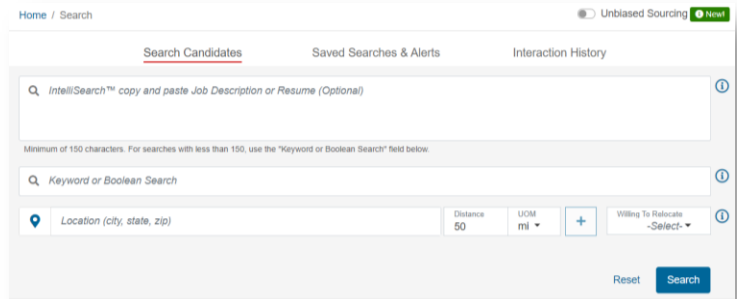 Home / Search
Unbiased Sourcing New!
Search Candidates Saved Searches & Alerts Interaction History
IntelliSearch™ copy and paste Job Description or Resume (Optional)
Minimum of 150 characters. For searches with less than 150, use the "Keyword or Boolean Search" field below.
Keyword or Boolean Search
Location (city, state, zip)
Distance
50
UOM
mi
+
Willing To Relocate
-Select-
Reset Search